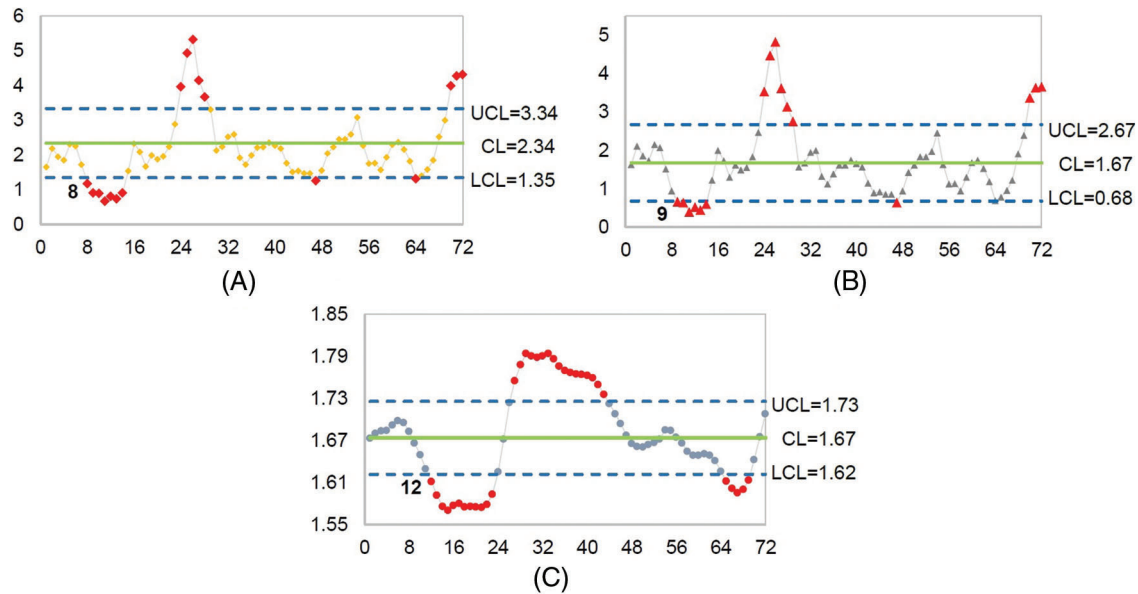 6
5
4
3
2
1
0
UCL=3.34
CL=2.34
LCL=1.35
8
0 8 16 24 32 40 48 56 64 72
(A)
5
4
3
2
1
0
UCL=2.67
CL=1.67
LCL=0.68
9
0 8 16 24 32 40 48 56 64 72
(B)
1.85
1.79
1.73
1.67
1.61
1.55
UCL=1.73
CL=1.67
LCL=1.62
12
0 8 16 24 32 40 48 56 64 72
(C)